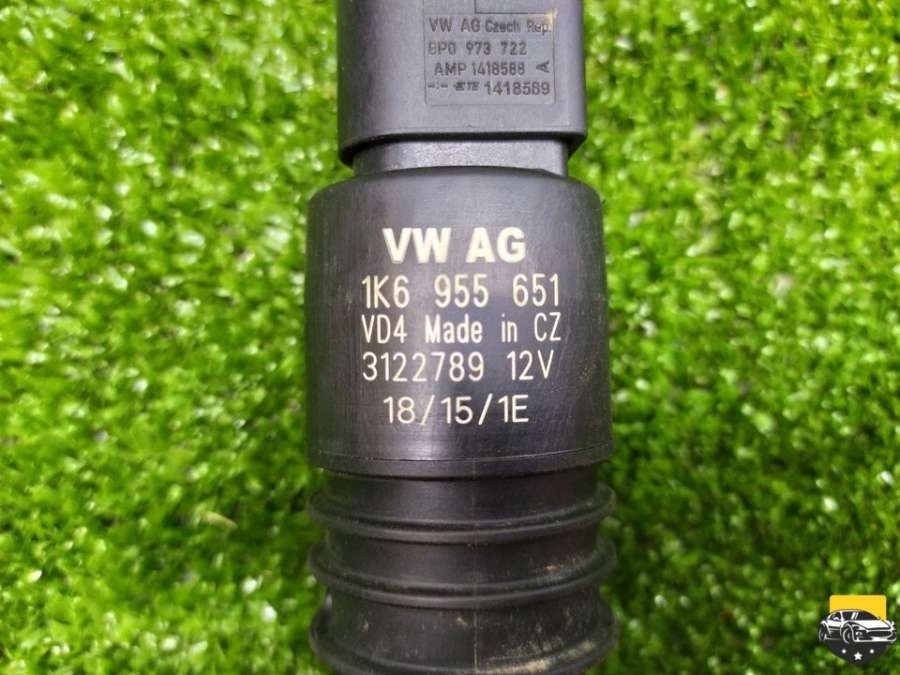 VW AG Czech Rep.
8P0 973 722
AMP 1418588 A
TE 1418589
VW AG
1K6 955 651
VD4 Made in CZ
3122789 12V
18/15/1E